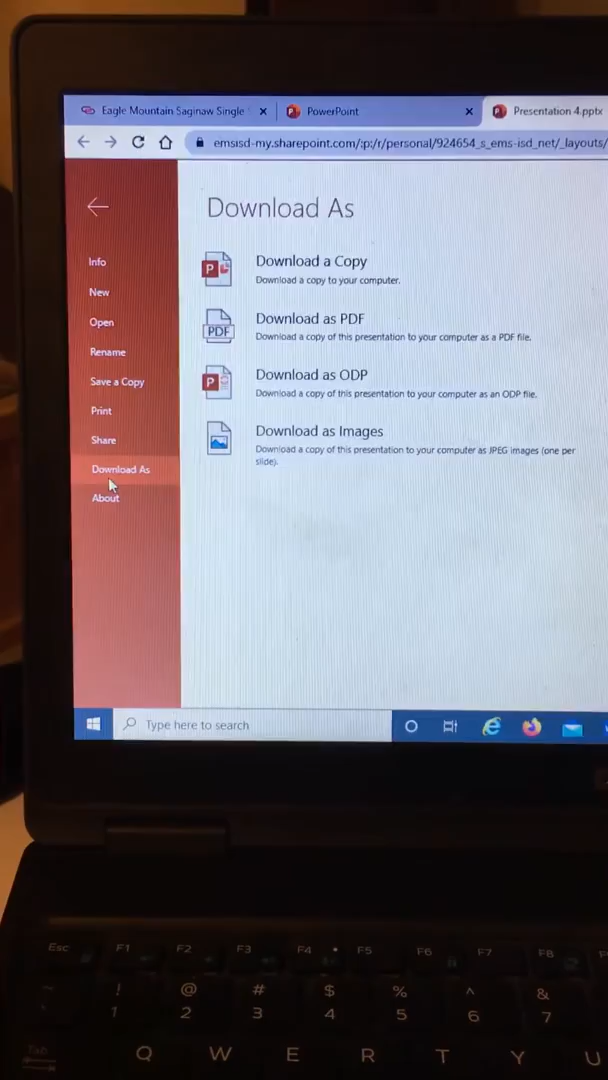 Eagle Mountain Saginaw Single
PowerPoint
Presentation 4.pptx
emsisd-my.sharepoint.com/:p:/r/personal/924654_s_ems-isd_net/_layouts/
Download As
Info
New
Open
Rename
Save a Copy
Print
Share
Download As
About
P
Download a Copy
Download a copy to your computer.
PDF
Download as PDF
Download a copy of this presentation to your computer as a PDF file.
P
Download as ODP
Download a copy of this presentation to your computer as an ODP file.
Download as Images
Download a copy of this presentation to your computer as JPEG images (one per
slide).
Type here to search
Esc F1 F2 F3 F4 F5 F6 F7 F8
~ ! @ # $ % ^ &
1 2 3 4 5 6 7
Tab Q W E R T Y U